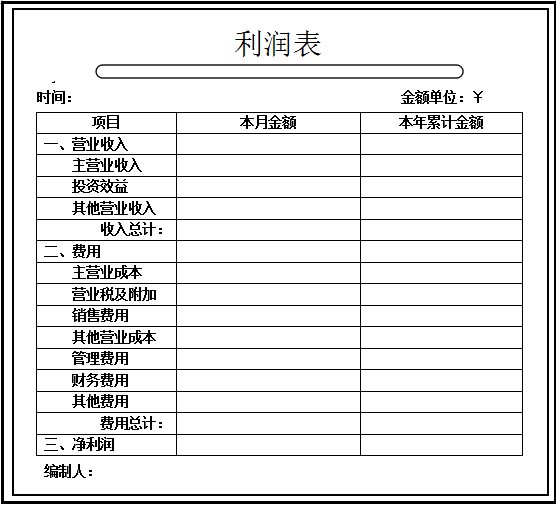 利润表
时间： 金额单位：￥
项目 本月金额 本年累计金额
一、营业收入
主营业收入
投资效益
其他营业收入
收入总计：
二、费用
主营业成本
营业税及附加
销售费用
其他营业成本
管理费用
财务费用
其他费用
费用总计：
三、净利润
编制人：